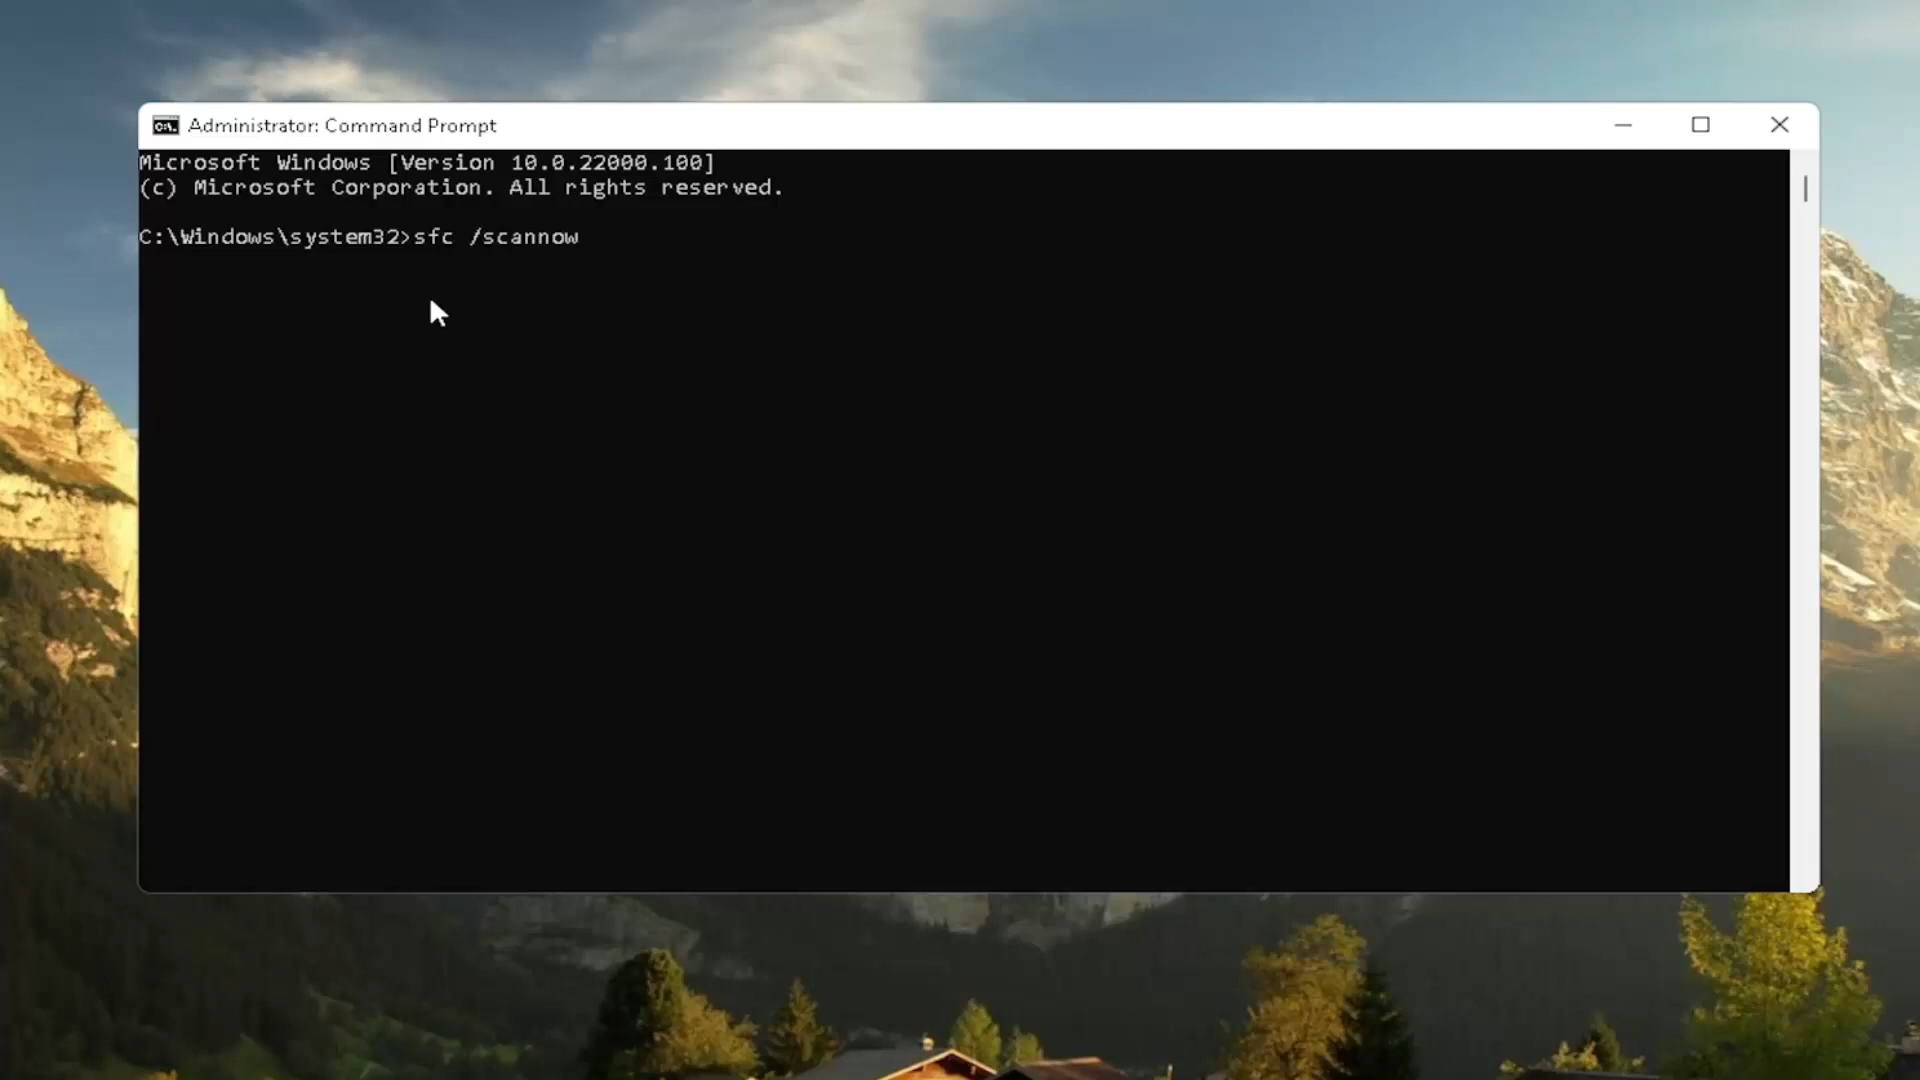 Administrator: Command Prompt
Microsoft Windows [Version 10.0.22000.100]
(c) Microsoft Corporation. All rights reserved.
C:\Windows\system32>sfc /scannow